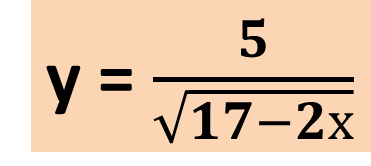 y = 5 / √17−2x